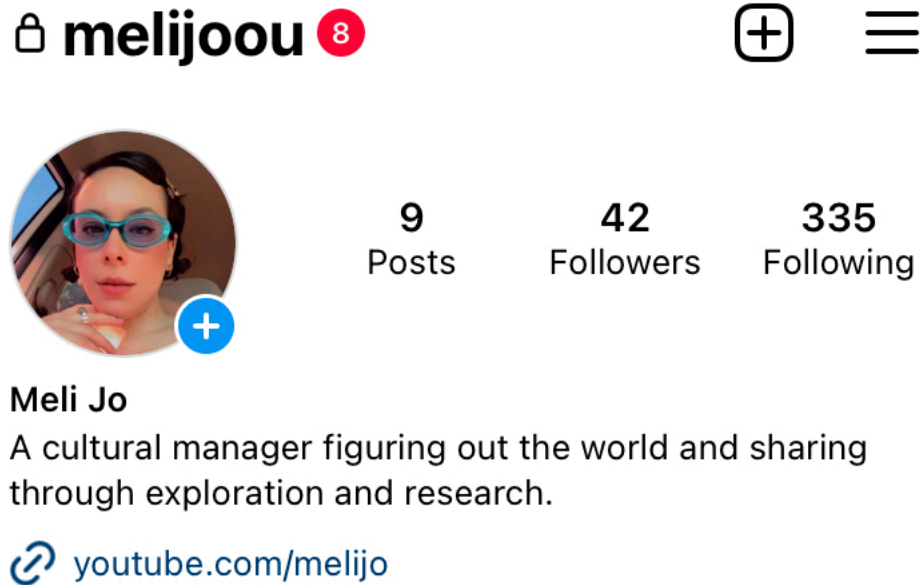 melijoou 8
9 42 335
Posts Followers Following
Meli Jo
A cultural manager figuring out the world and sharing
through exploration and research.
youtube.com/melijo